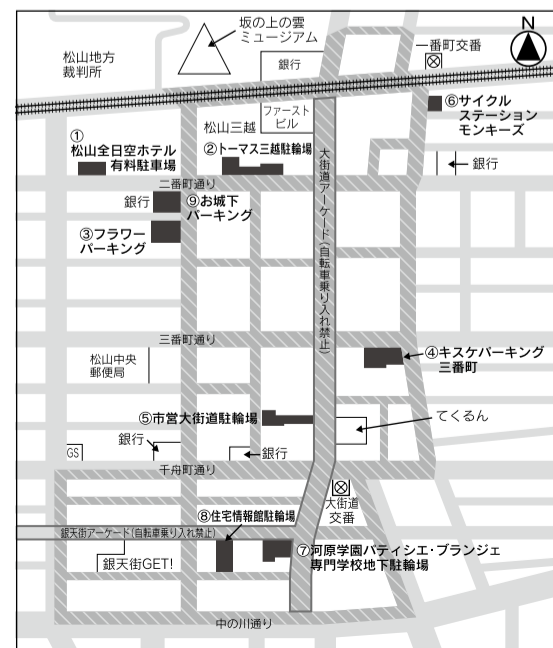 坂の上の雲
ミュージアム
N
松山地方
裁判所
銀行
一番町交番
⑥サイクル
ステーション
モンキーズ
ファースト
ビル
松山三越
①
松山全日空ホテル
有料駐車場
②トーマス三越駐輪場
銀行
二番町通り
銀行
⑨お城下
パーキング
③フラワー
パーキング
大街道アーケード(自転車乗り入れ禁止)
三番町通り
松山中央
郵便局
④キスケパーキング
三番町
⑤市営大街道駐輪場
てくるん
GS
銀行
銀行
千舟町通り
大街道
交番
⑧住宅情報館駐輪場
銀天街アーケード(自転車乗り入れ禁止)
銀天街GET!
⑦河原学園パティシエ・ブランジェ
専門学校地下駐輪場
中の川通り